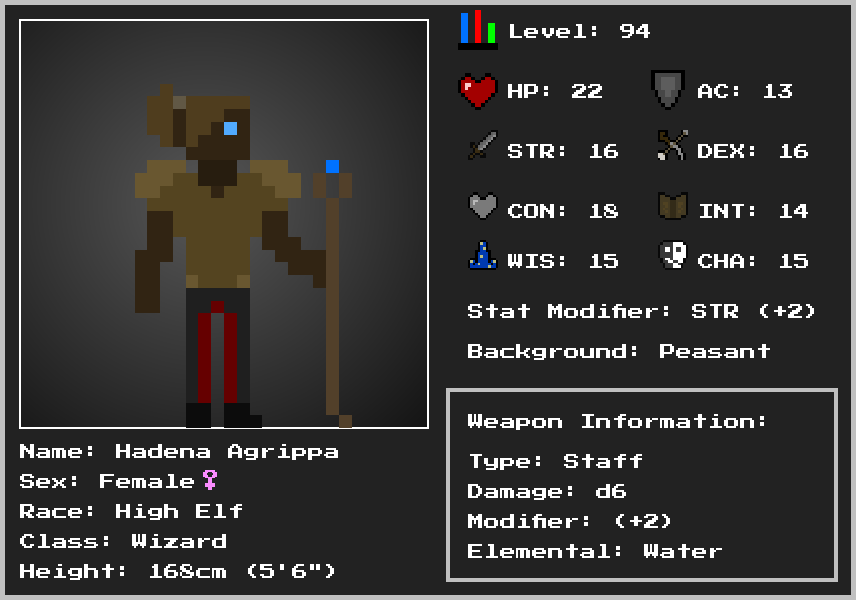 Level: 94
HP: 22
AC: 13
STR: 16
DEX: 16
CON: 18
INT: 14
WIS: 15
CHA: 15
Stat Modifier: STR (+2)
Background: Peasant
Weapon Information:
Type: Staff
Damage: d6
Modifier: (+2)
Elemental: Water
Name: Hadena Agrippa
Sex: Female♀
Race: High Elf
Class: Wizard
Height: 168cm (5'6")